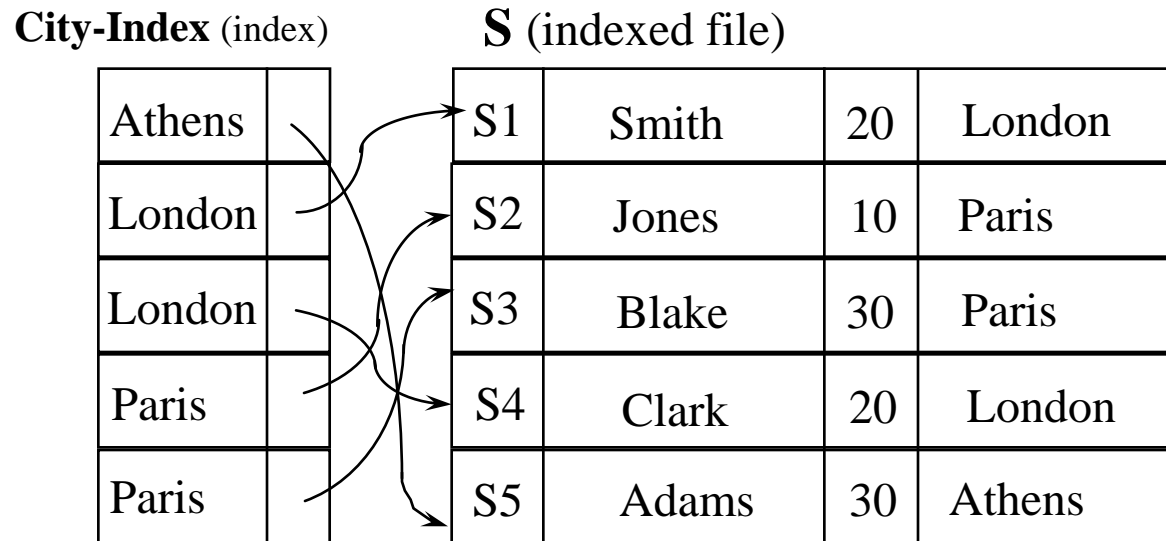 City-Index (index) S (indexed file)
Athens S1 Smith 20 London
London S2 Jones 10 Paris
London S3 Blake 30 Paris
Paris S4 Clark 20 London
Paris S5 Adams 30 Athens